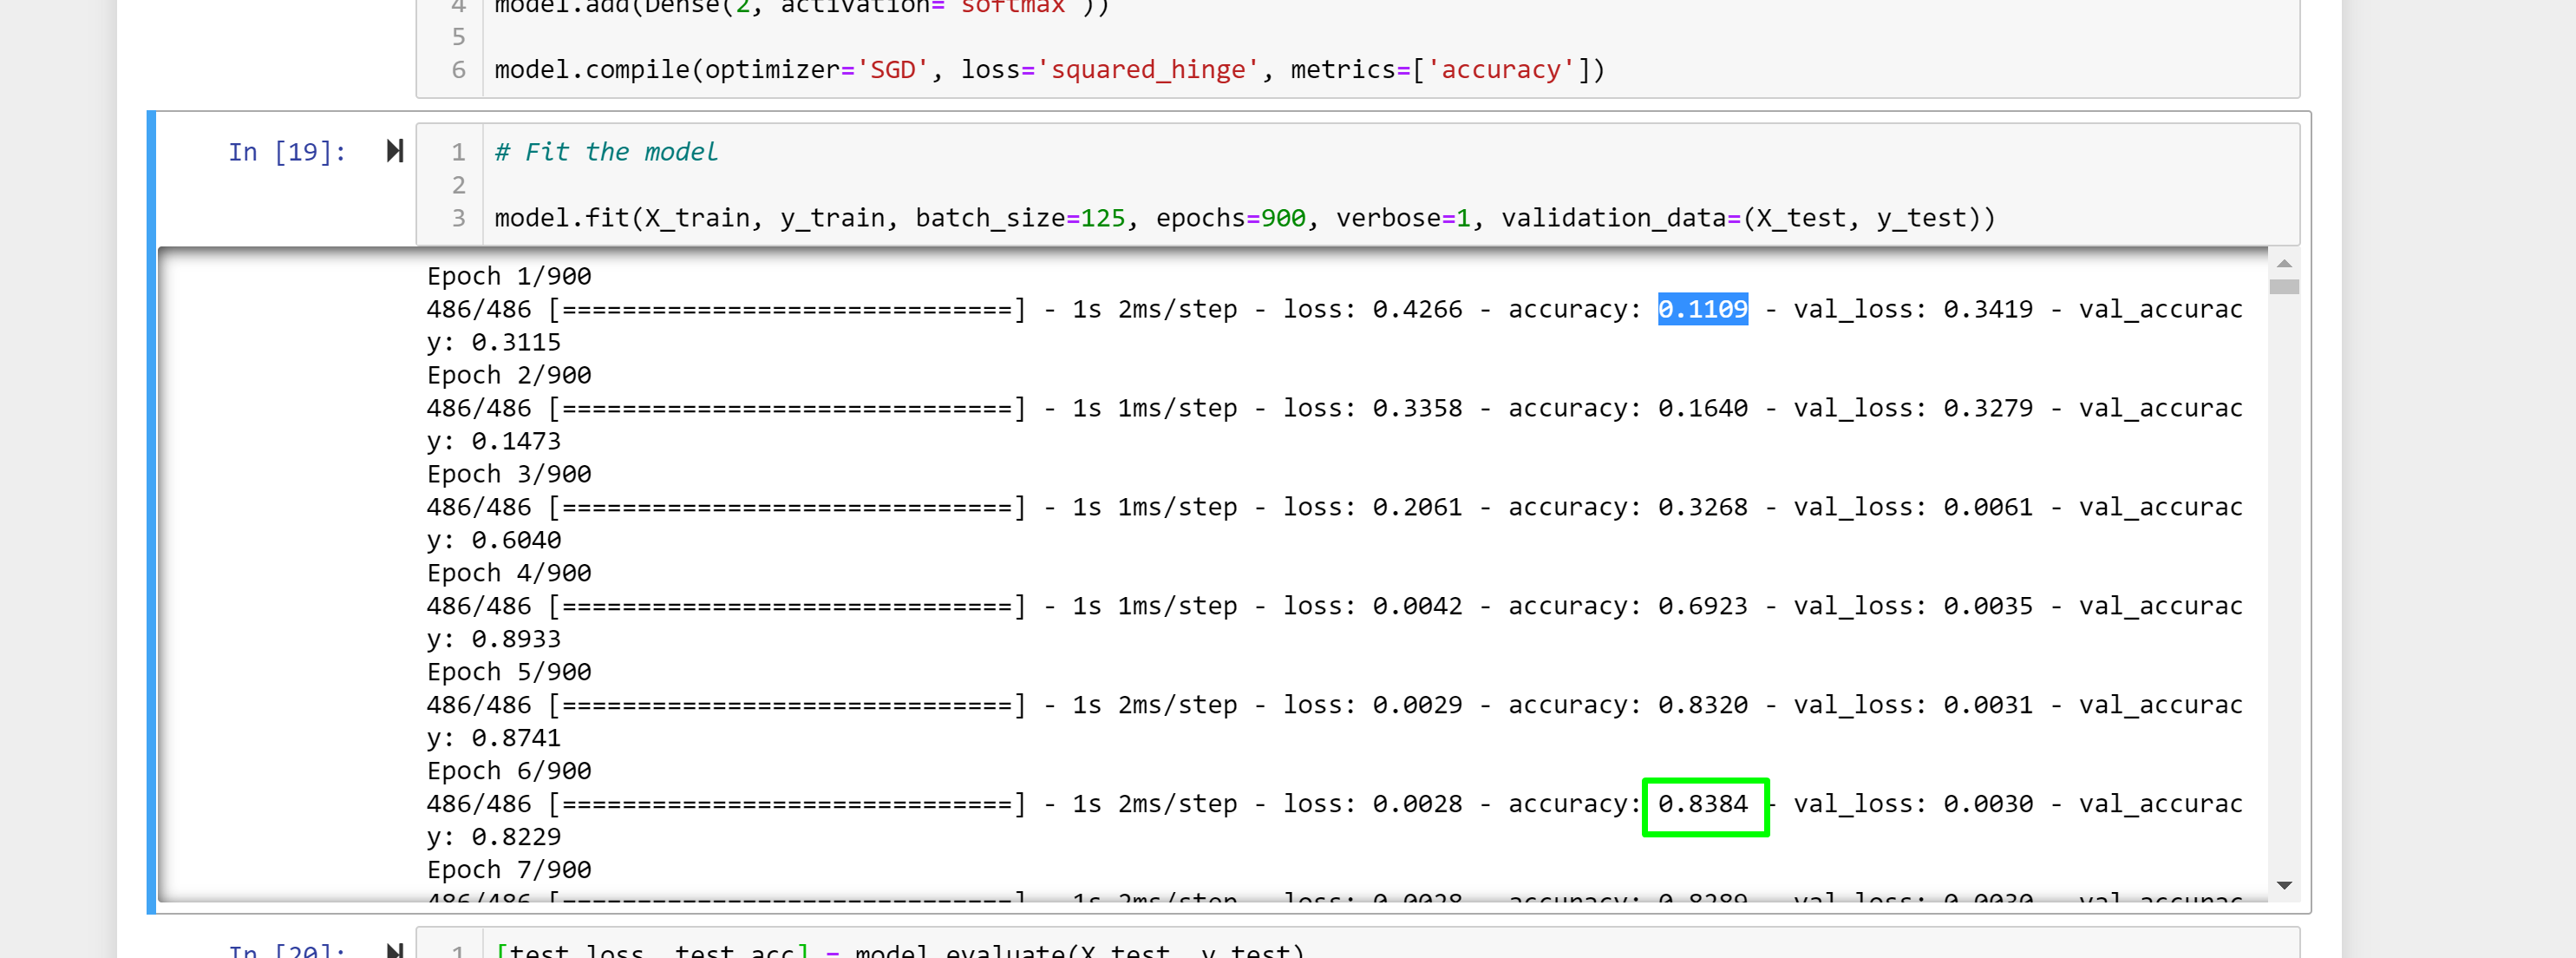 4 model.add(Dense(2, activation='softmax'))
5
6 model.compile(optimizer='SGD', loss='squared_hinge', metrics=['accuracy'])
In [19]:
1 # Fit the model
2
3 model.fit(X_train, y_train, batch_size=125, epochs=900, verbose=1, validation_data=(X_test, y_test))
Epoch 1/900
486/486 [==============================] - 1s 2ms/step - loss: 0.4266 - accuracy: 0.1109 - val_loss: 0.3419 - val_accurac
y: 0.3115
Epoch 2/900
486/486 [==============================] - 1s 1ms/step - loss: 0.3358 - accuracy: 0.1640 - val_loss: 0.3279 - val_accurac
y: 0.1473
Epoch 3/900
486/486 [==============================] - 1s 1ms/step - loss: 0.2061 - accuracy: 0.3268 - val_loss: 0.0061 - val_accurac
y: 0.6040
Epoch 4/900
486/486 [==============================] - 1s 1ms/step - loss: 0.0042 - accuracy: 0.6923 - val_loss: 0.0035 - val_accurac
y: 0.8933
Epoch 5/900
486/486 [==============================] - 1s 2ms/step - loss: 0.0029 - accuracy: 0.8320 - val_loss: 0.0031 - val_accurac
y: 0.8741
Epoch 6/900
486/486 [==============================] - 1s 2ms/step - loss: 0.0028 - accuracy: 0.8384 - val_loss: 0.0030 - val_accurac
y: 0.8229
Epoch 7/900
486/486 [==============================] - 1s 2ms/step - loss: 0.0028 - accuracy: 0.8289 - val_loss: 0.0030 - val_accurac
In [20]:
1 [test_loss, test_acc] = model.evaluate(X_test, y_test)